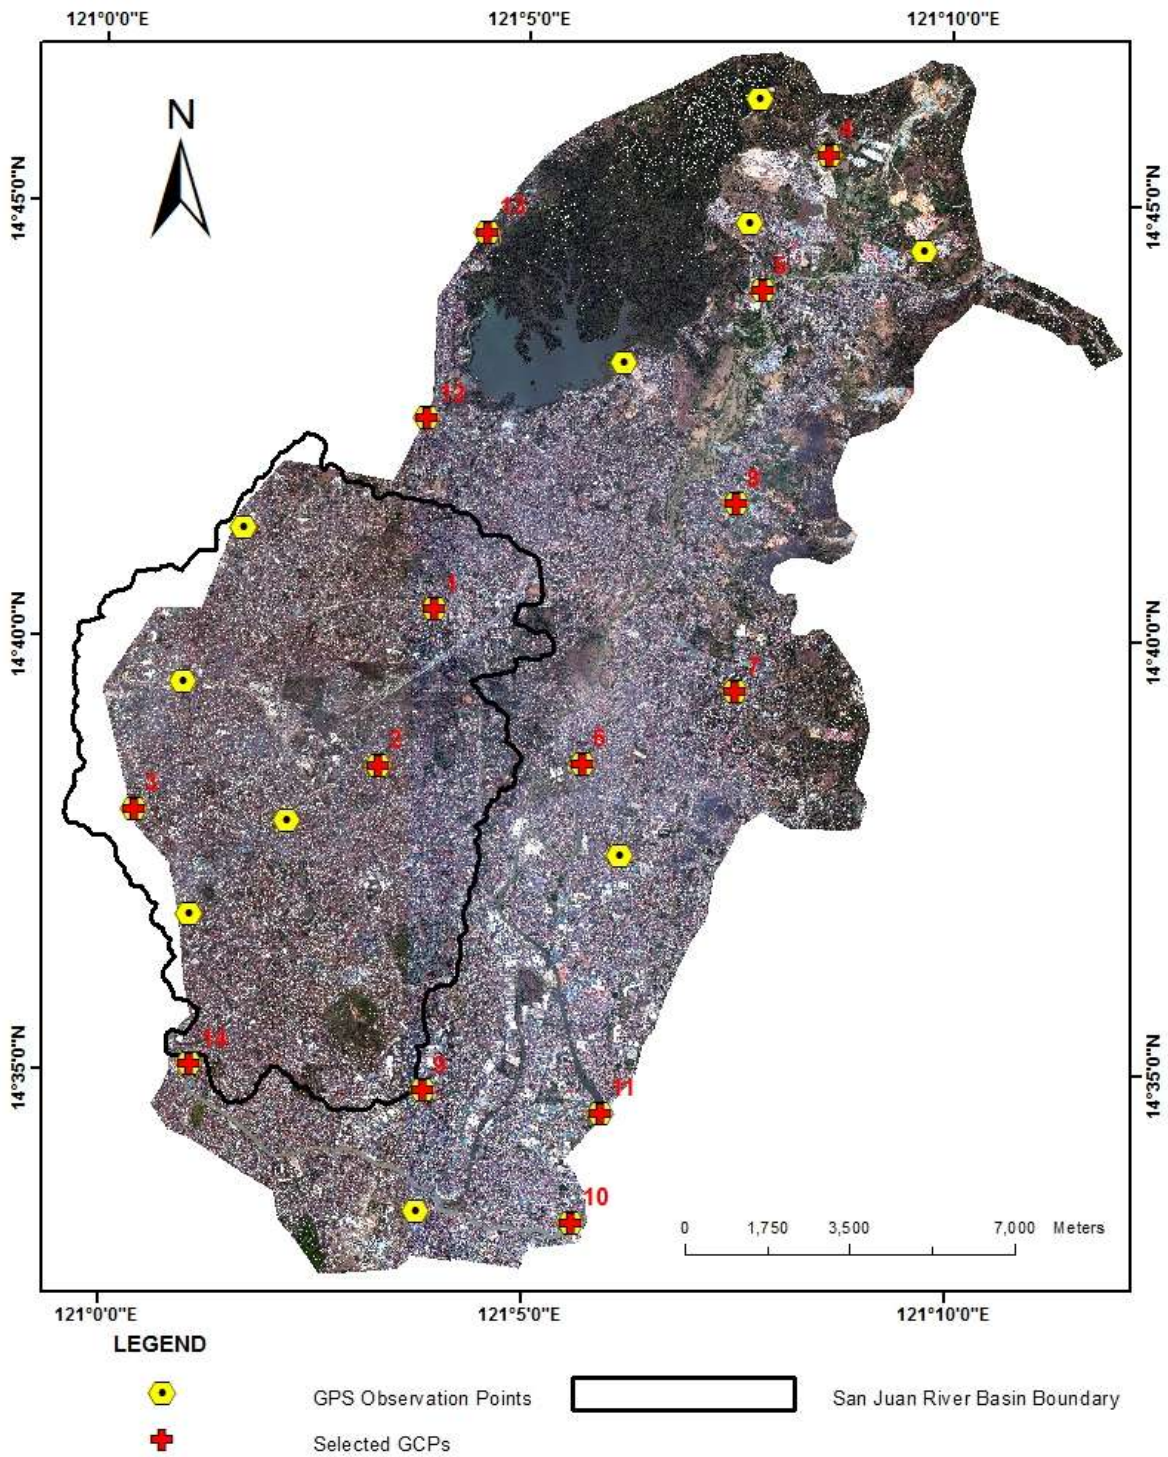 121°0'0"E 121°5'0"E 121°10'0"E
N
4
14°45'0"N 14°45'0"N
13
5
12
8
1
14°40'0"N 14°40'0"N
7
2 6
3
14
14°35'0"N 14°35'0"N
9
11
10
0 1,750 3,500 7,000 Meters
121°0'0"E 121°5'0"E 121°10'0"E
LEGEND
GPS Observation Points San Juan River Basin Boundary
Selected GCPs